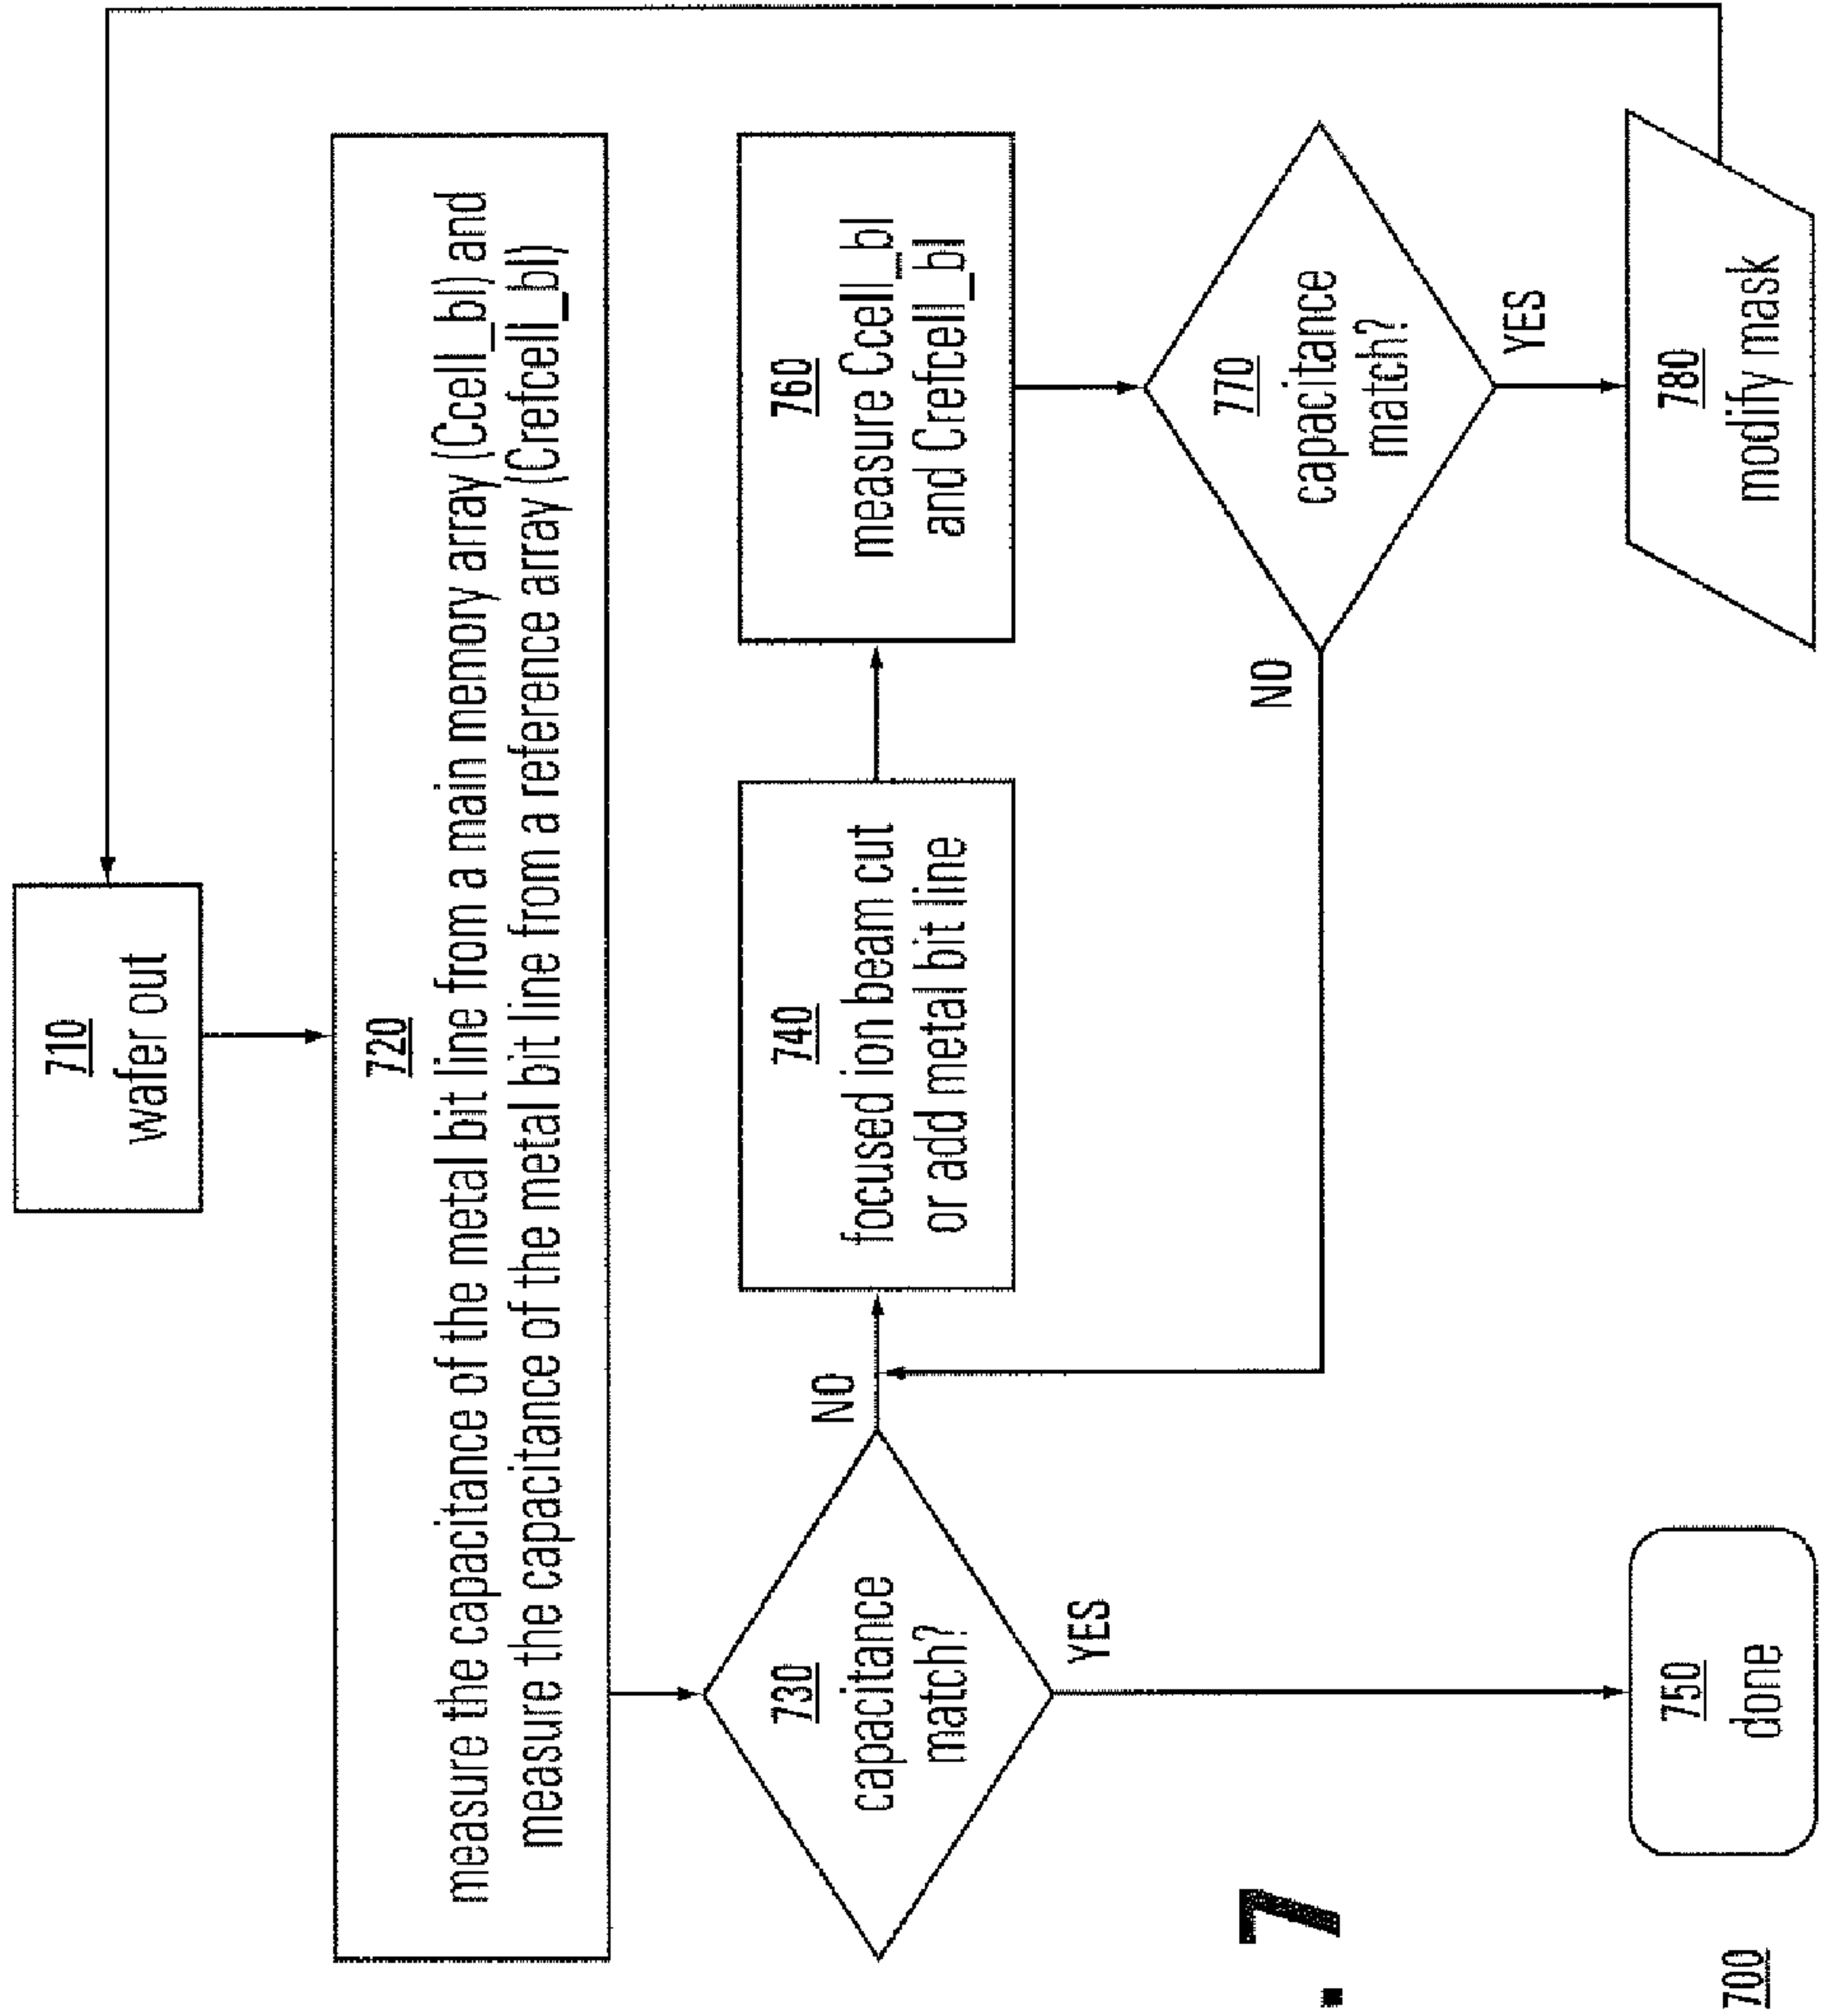 710
wafer out
720
measure the capacitance of the metal bit line from a main memory array (Ccell_bl) and
measure the capacitance of the metal bit line from a reference array (Crefcell_bl)
730
capacitance
match?
NO
YES
740
focused ion beam cut
or add metal bit line
760
measure Ccell_bl
and Crefcell_bl
770
capacitance
match?
NO
YES
750
done
780
modify mask
. 7
700